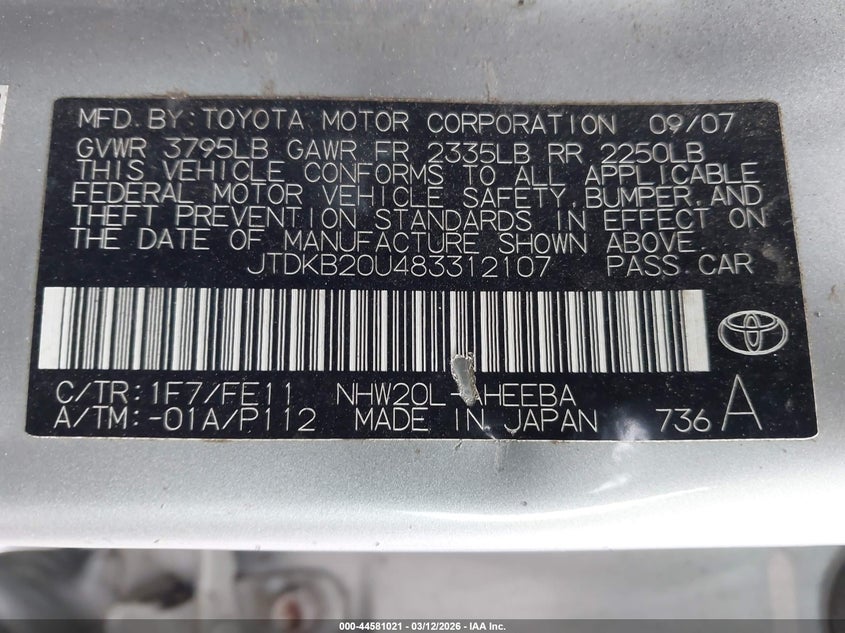 MFD.BY:TOYOTA MOTOR CORPORATION 09/07
GVWR 3795LB GAWR FR 2335LB RR 2250LB
THIS VEHICLE CONFORMS TO ALL APPLICABLE
FEDERAL MOTOR VEHICLE SAFETY,BUMPER,AND
THEFT PREVENTION STANDARDS IN EFFECT ON
THE DATE OF MANUFACTURE SHOWN ABOVE.
JTDKB20U483312107 PASS.CAR
C/TR:1F7/FE11 NHW20L-AHEEBA
A/TM:-01A/P112 MADE IN JAPAN 736 A
000-44581021 | 03/12/2026 – IAA Inc.